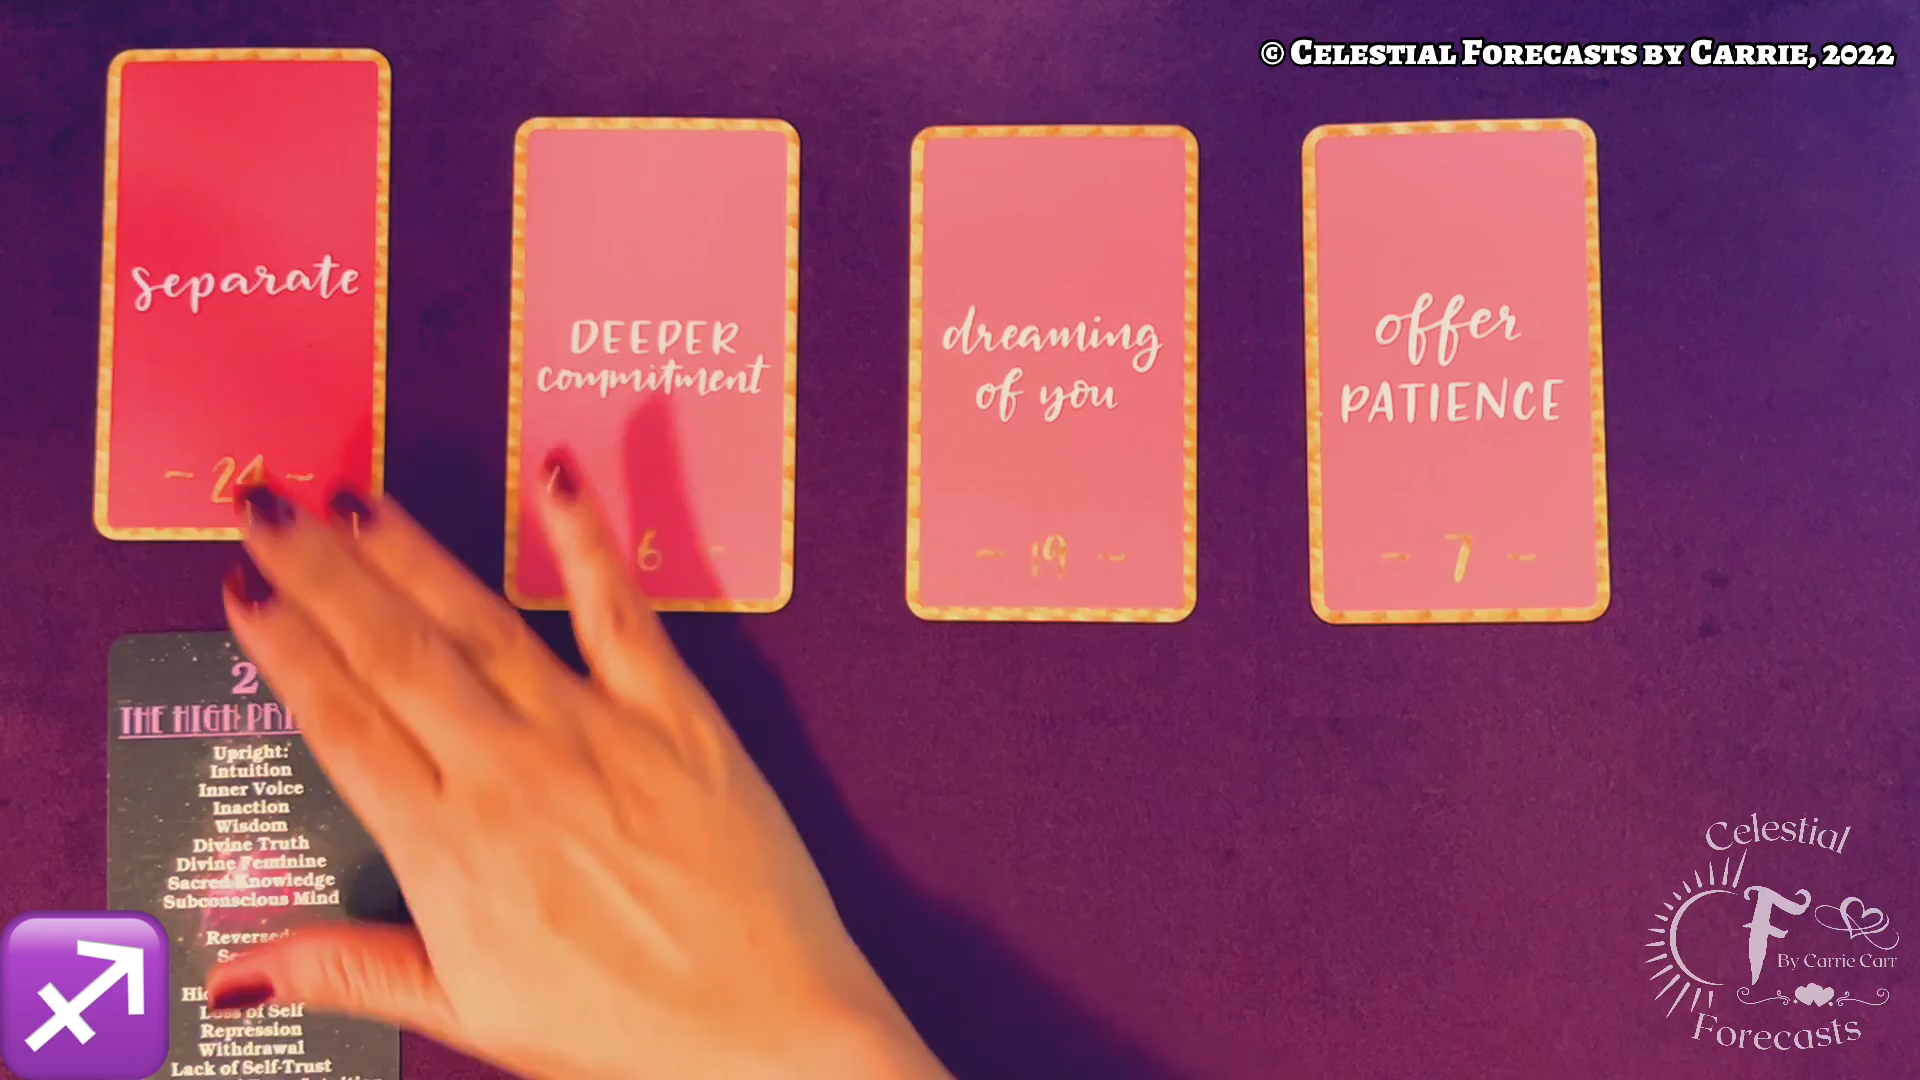 © Celestial Forecasts by Carrie, 2022
separate
~ 24 ~
DEEPER
commitment
6 -
dreaming
of you
~ 19 ~
offer
PATIENCE
~ 7 ~
2
THE HIGH
Upright:
Intuition
Inner Voice
Inaction
Wisdom
Divine Truth
Divine Feminine
Sacred Knowledge
Subconscious Mind
Reversed:
Loss of Self
Repression
Withdrawal
Lack of Self-Trust
Celestial
F
By Carrie Carr
Forecasts